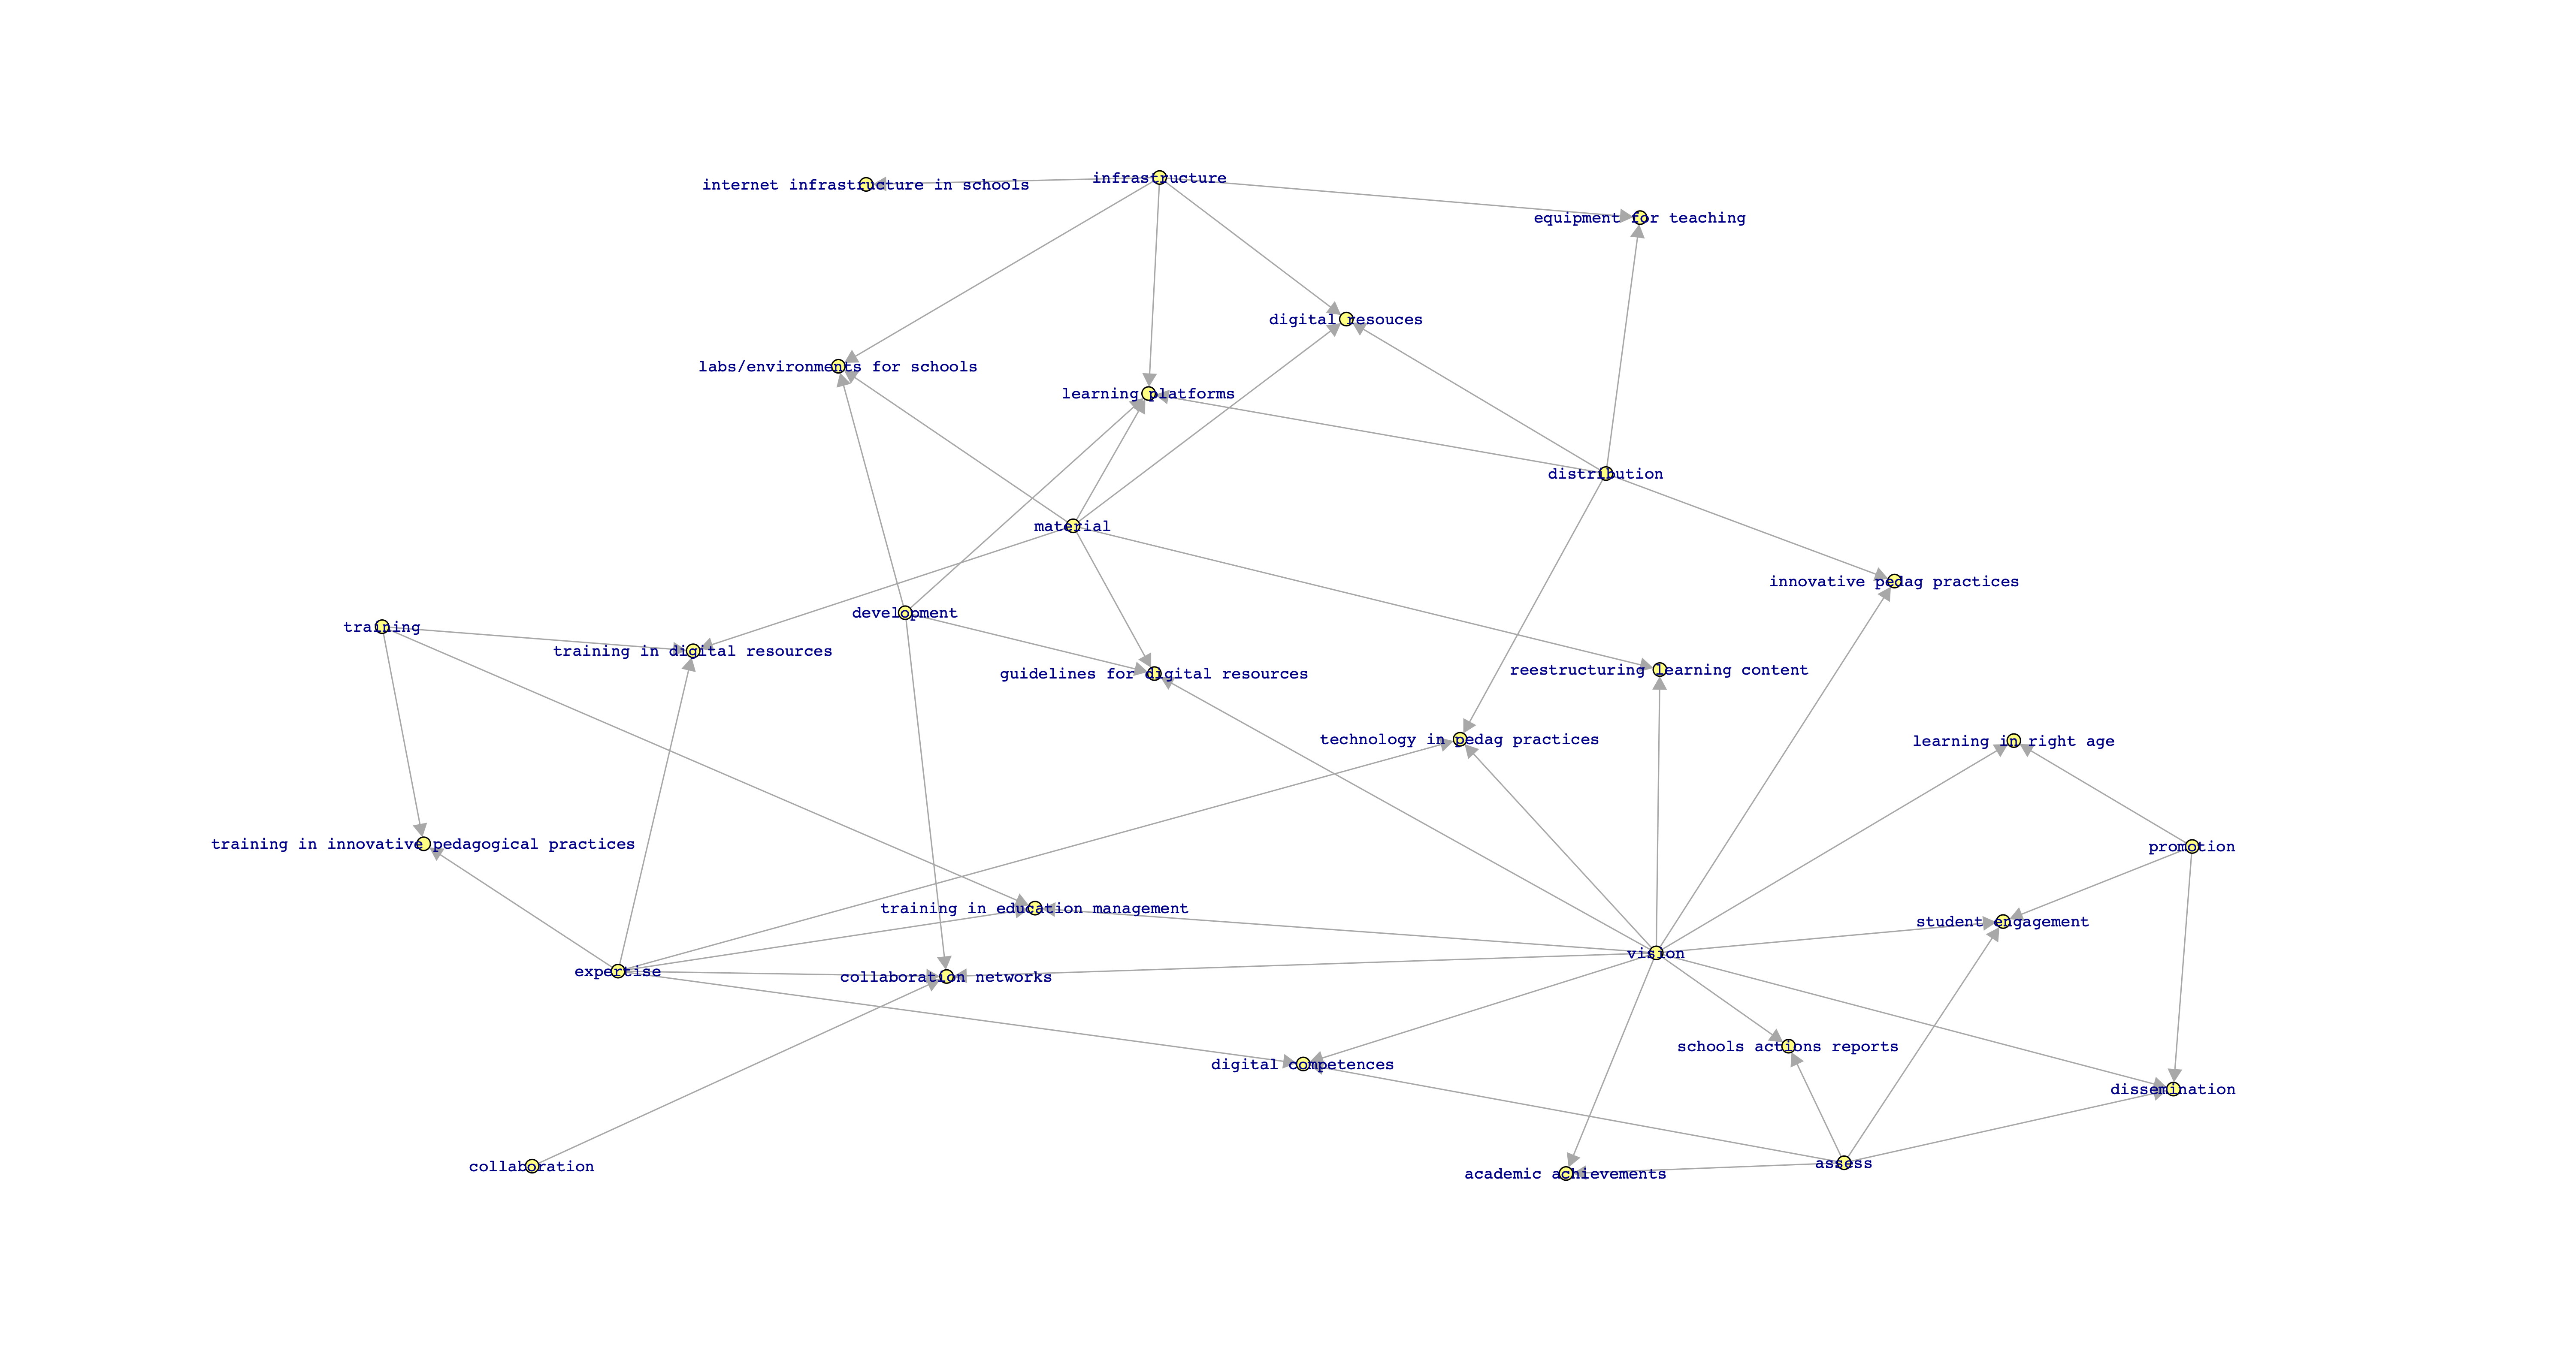 infrastructure
internet infrastructure in schools
equipment for teaching
digital resouces
labs/environments for schools
learning platforms
distribution
material
innovative pedag practices
development
training
training in digital resources
reestructuring learning content
guidelines for digital resources
technology in pedag practices
learning in right age
training in innovative pedagogical practices
promotion
training in education management
student engagement
vision
expertise
collaboration networks
schools actions reports
digital competences
dissemination
assess
collaboration
academic achievements